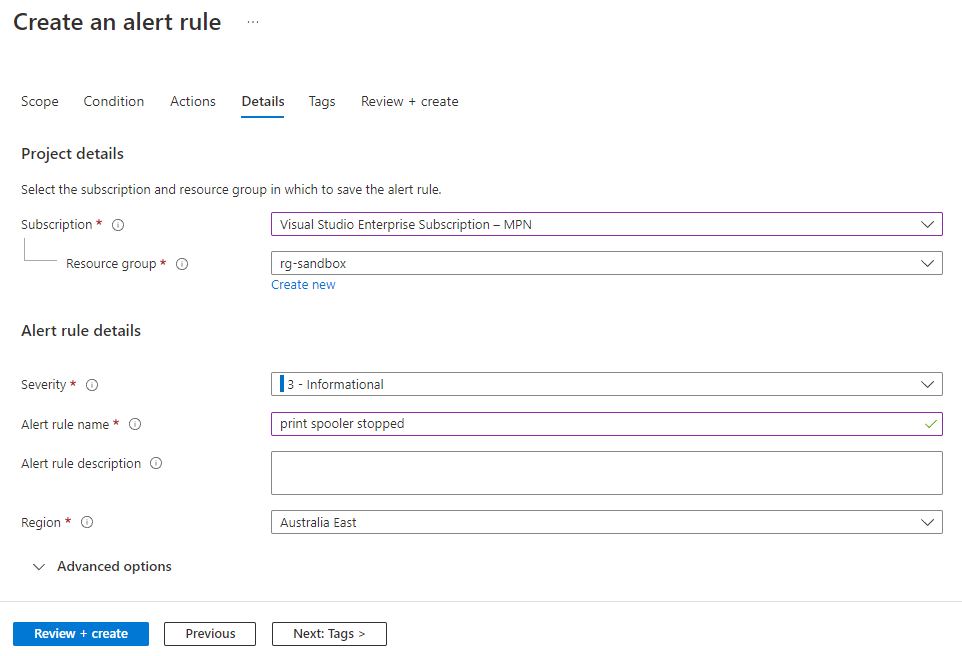 Create an alert rule ...
Scope Condition Actions Details Tags Review + create
Project details
Select the subscription and resource group in which to save the alert rule.
Subscription * Visual Studio Enterprise Subscription – MPN
Resource group * rg-sandbox
Create new
Alert rule details
Severity * 3 - Informational
Alert rule name * print spooler stopped
Alert rule description
Region * Australia East
Advanced options
Review + create Previous Next: Tags >